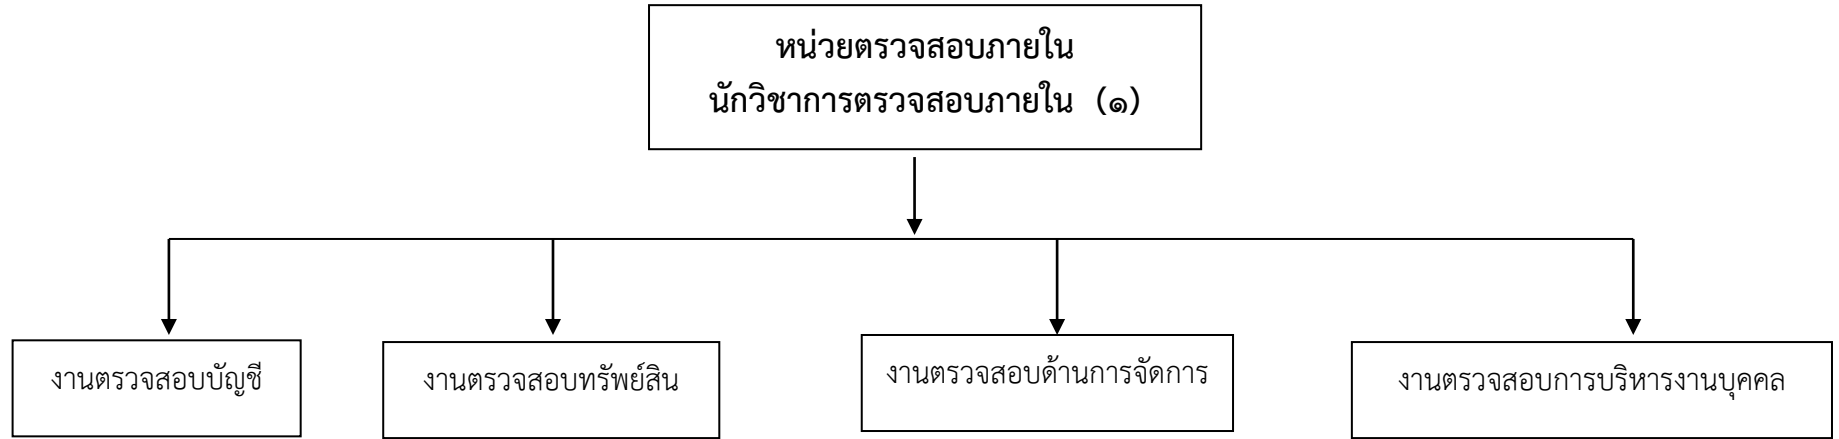 หน่วยตรวจสอบภายใน
นักวิชาการตรวจสอบภายใน (๑)
งานตรวจสอบบัญชี
งานตรวจสอบทรัพย์สิน
งานตรวจสอบด้านการจัดการ
งานตรวจสอบการบริหารงานบุคคล